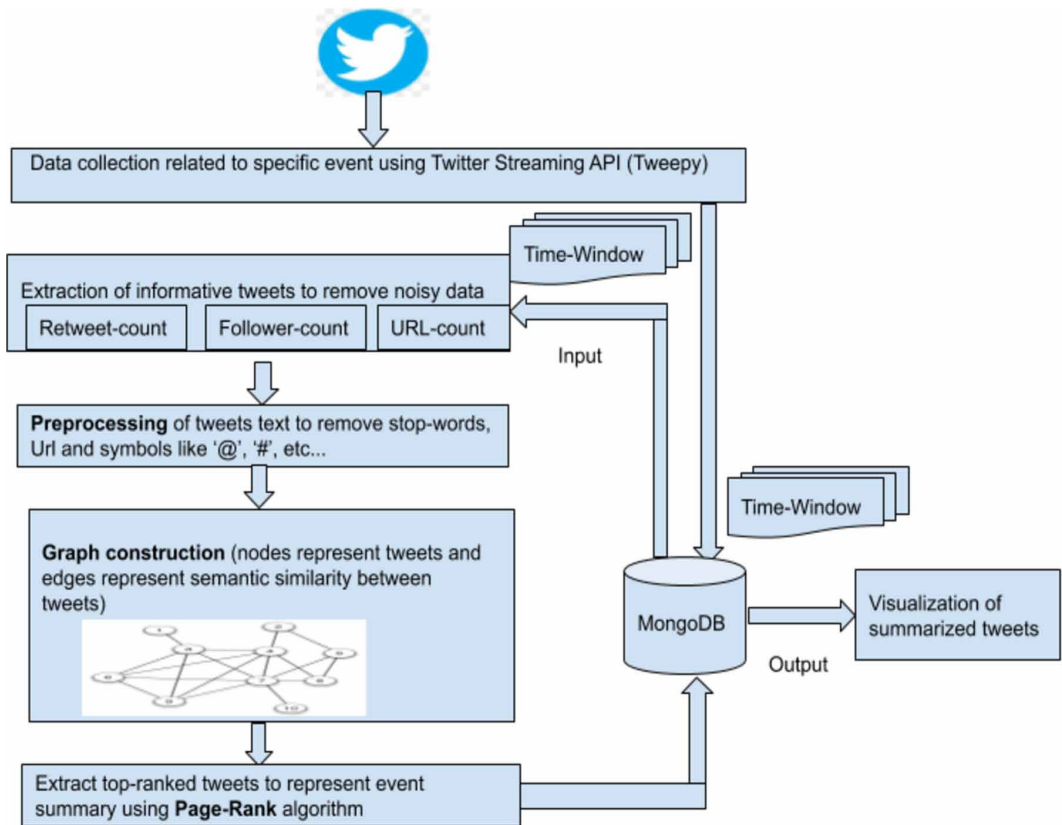 Data collection related to specific event using Twitter Streaming API (Tweepy)
Time-Window
Extraction of informative tweets to remove noisy data
Retweet-count
Follower-count
URL-count
Input
Preprocessing of tweets text to remove stop-words,
Url and symbols like ‘@’, ‘#’, etc...
Time-Window
Graph construction (nodes represent tweets and
edges represent semantic similarity between
tweets)
1
7
10
MongoDB
Output
Visualization of
summarized tweets
Extract top-ranked tweets to represent event
summary using Page-Rank algorithm